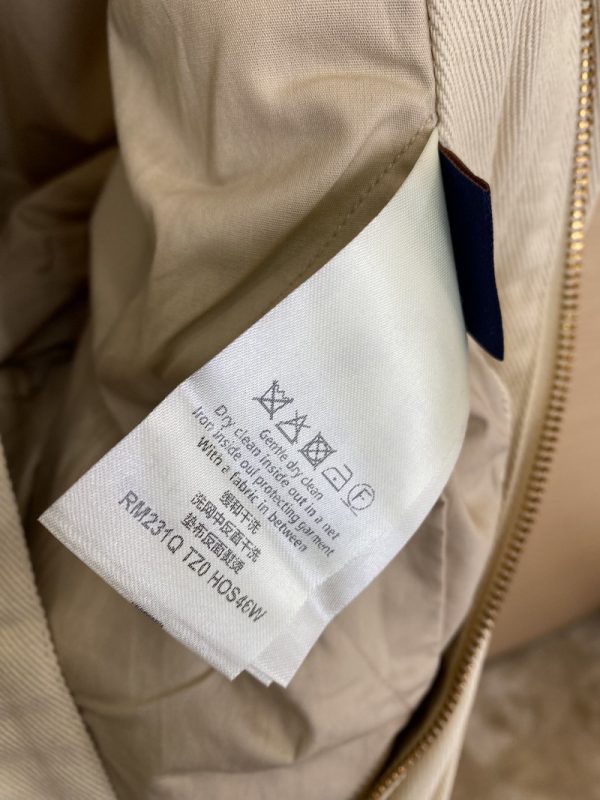 F
Gentle dry clean
Dry clean inside out in a net
Iron inside oul protecting garment
With a fabric in between
缓和干洗
洗网中反面干洗
垫布反面熨烫
RM231Q TZ0 HOS46W